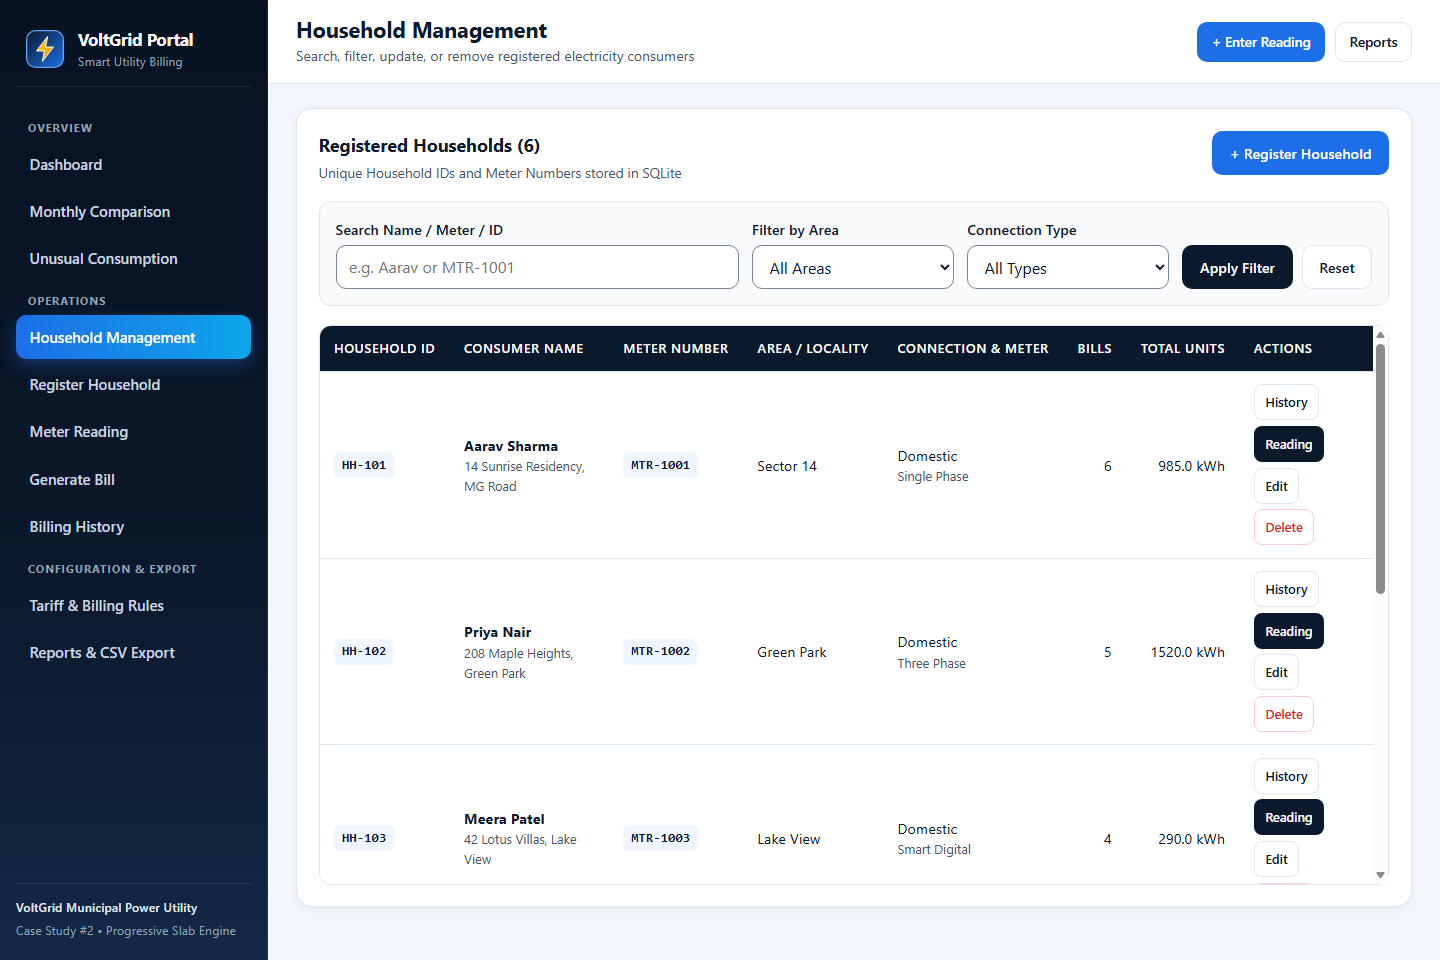 VoltGrid Portal
Smart Utility Billing
OVERVIEW
Dashboard
Monthly Comparison
Unusual Consumption
OPERATIONS
Household Management
Register Household
Meter Reading
Generate Bill
Billing History
CONFIGURATION & EXPORT
Tariff & Billing Rules
Reports & CSV Export
VoltGrid Municipal Power Utility
Case Study #2 • Progressive Slab Engine
Household Management
Search, filter, update, or remove registered electricity consumers
+ Enter Reading
Reports
Registered Households (6)
Unique Household IDs and Meter Numbers stored in SQLite
+ Register Household
Search Name / Meter / ID
Filter by Area
Connection Type
e.g. Aarav or MTR-1001
All Areas
All Types
Apply Filter
Reset
HOUSEHOLD ID CONSUMER NAME METER NUMBER AREA / LOCALITY CONNECTION & METER BILLS TOTAL UNITS ACTIONS
HH-101
Aarav Sharma
14 Sunrise Residency,
MG Road
MTR-1001
Sector 14
Domestic
Single Phase
6
985.0 kWh
History
Reading
Edit
Delete
HH-102
Priya Nair
208 Maple Heights,
Green Park
MTR-1002
Green Park
Domestic
Three Phase
5
1520.0 kWh
History
Reading
Edit
Delete
HH-103
Meera Patel
42 Lotus Villas, Lake
View
MTR-1003
Lake View
Domestic
Smart Digital
4
290.0 kWh
History
Reading
Edit